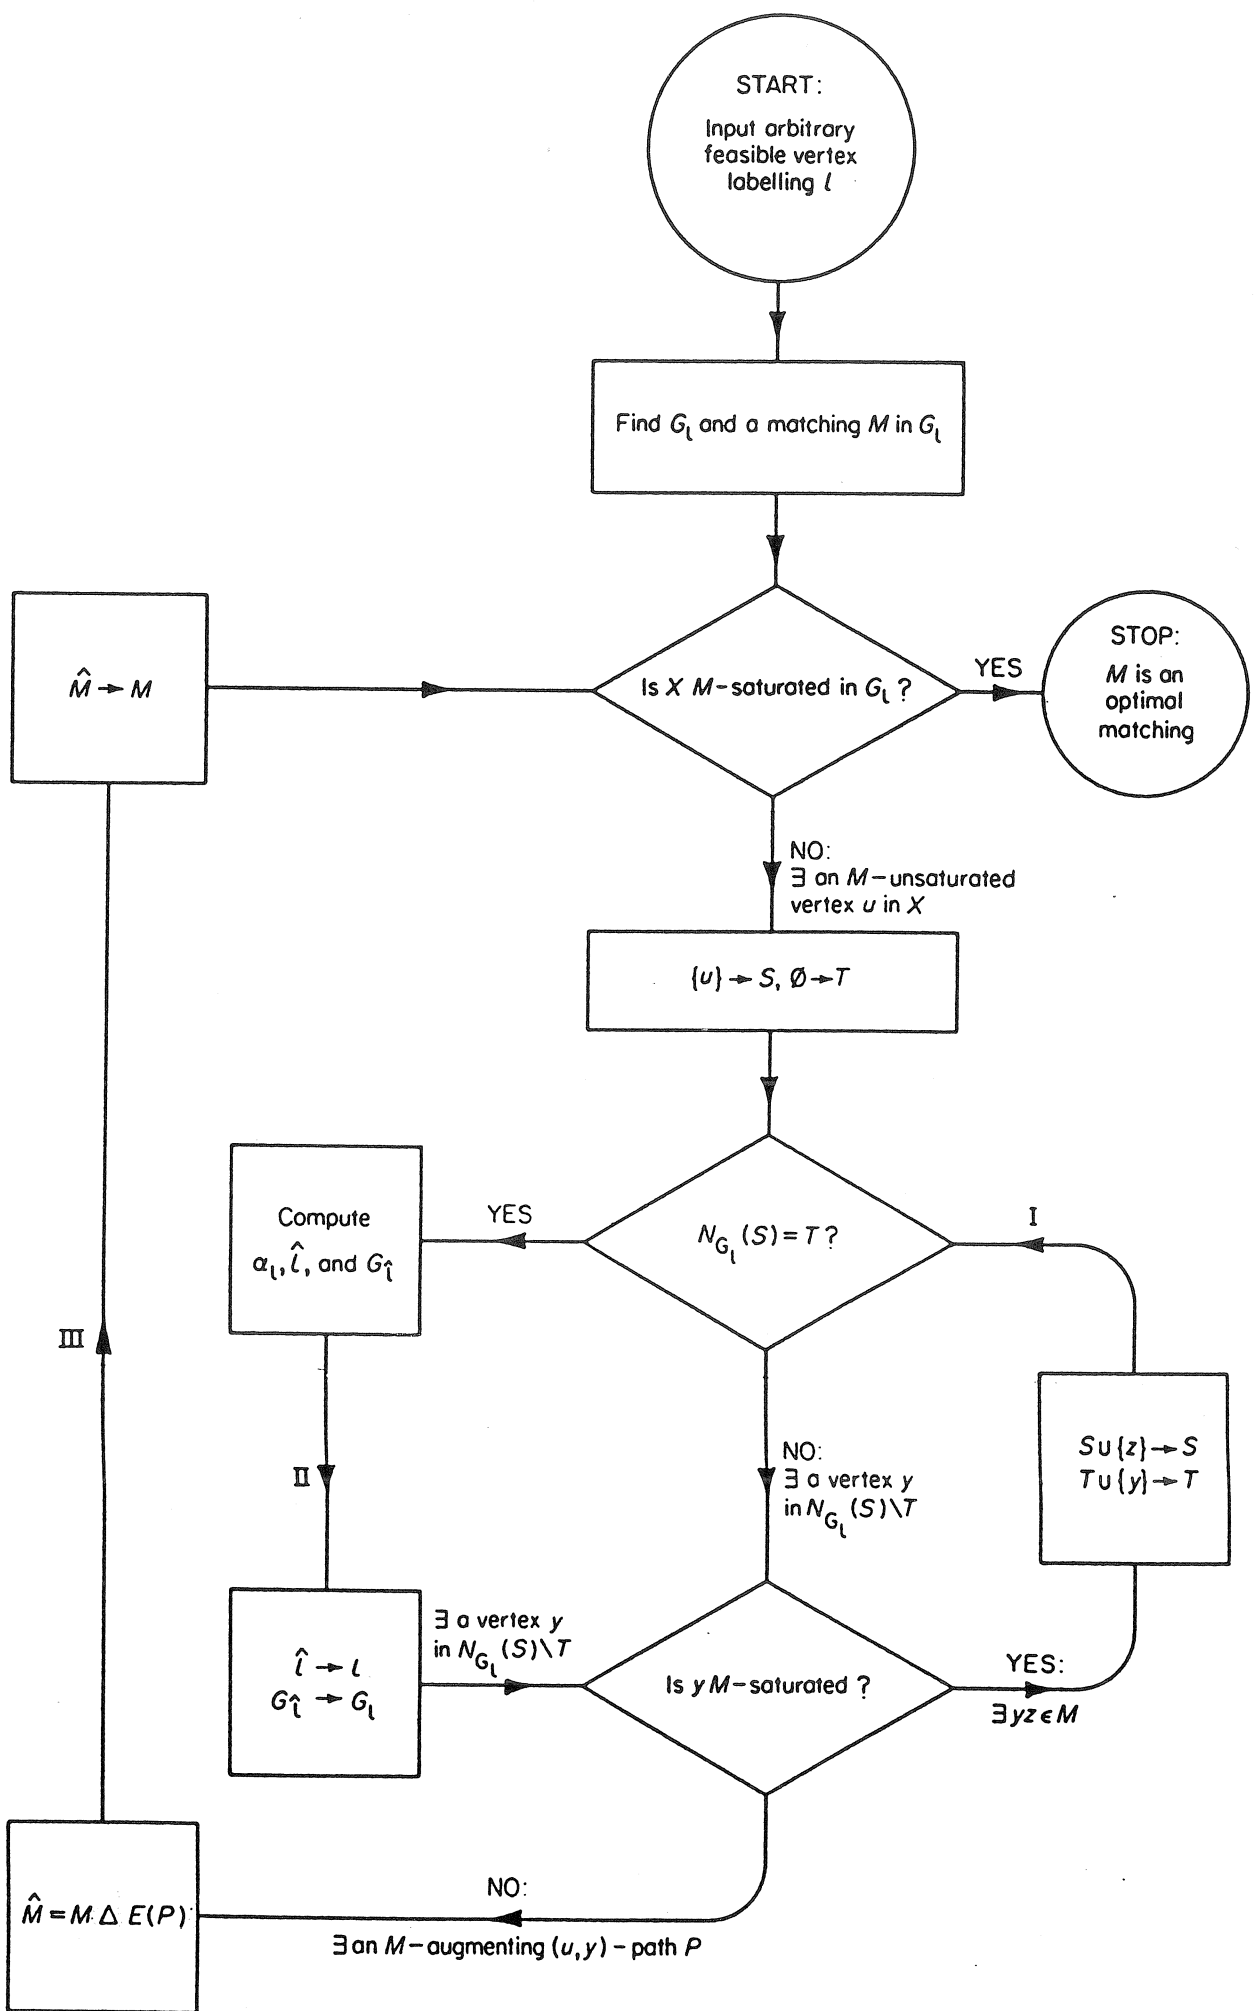 START:
Input arbitrary
feasible vertex
labelling l
Find G_l and a matching M in G_l
M̂ → M
Is X M-saturated in G_l ?
YES
STOP:
M is an
optimal
matching
NO:
∃ an M-unsaturated
vertex u in X
{u} → S, Ø → T
Compute
α_l, l̂, and G_l̂
YES
N_{G_l}(S) = T ?
I
III
II
NO:
∃ a vertex y
in N_{G_l}(S)\T
S∪{z} → S
T∪{y} → T
l̂ → l
G_l̂ → G_l
∃ a vertex y
in N_{G_l}(S)\T
Is y M-saturated ?
YES:
∃ yz ∈ M
M̂ = M Δ E(P)
NO:
∃ an M-augmenting (u, y)-path P